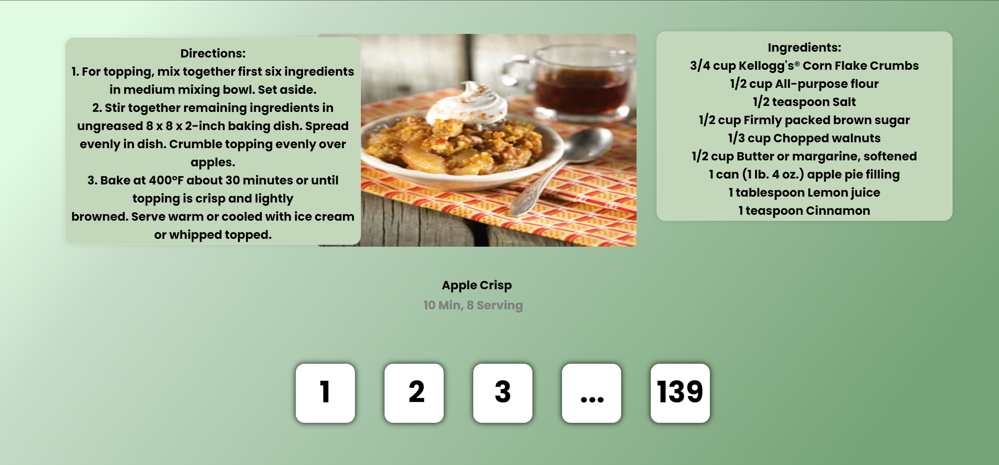 Directions:
1. For topping, mix together first six ingredients
in medium mixing bowl. Set aside.
2. Stir together remaining ingredients in
ungreased 8 x 8 x 2-inch baking dish. Spread
evenly in dish. Crumble topping evenly over
apples.
3. Bake at 400°F about 30 minutes or until
topping is crisp and lightly
browned. Serve warm or cooled with ice cream
or whipped topped.
Ingredients:
3/4 cup Kellogg's® Corn Flake Crumbs
1/2 cup All-purpose flour
1/2 teaspoon Salt
1/2 cup Firmly packed brown sugar
1/3 cup Chopped walnuts
1/2 cup Butter or margarine, softened
1 can (1 lb. 4 oz.) apple pie filling
1 tablespoon Lemon juice
1 teaspoon Cinnamon
Apple Crisp
10 Min, 8 Serving
1 2 3 ... 139